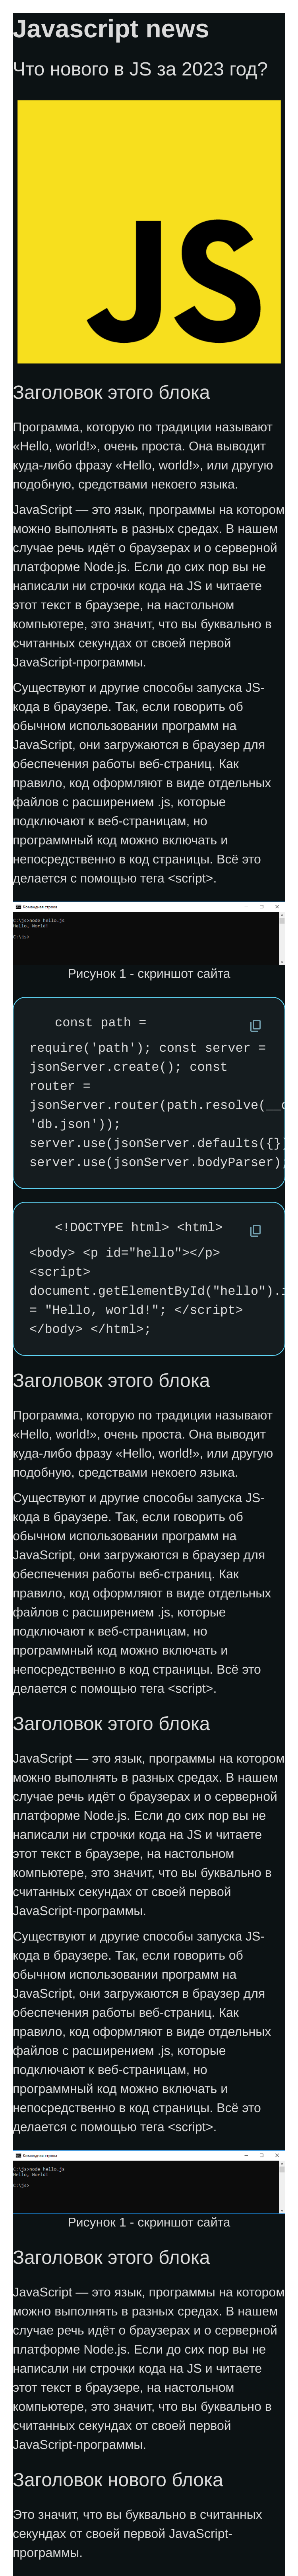 Javascript news
Что нового в JS за 2023 год?
JS
Заголовок этого блока
Программа, которую по традиции называют
«Hello, world!», очень проста. Она выводит
куда-либо фразу «Hello, world!», или другую
подобную, средствами некоего языка.
JavaScript — это язык, программы на котором
можно выполнять в разных средах. В нашем
случае речь идёт о браузерах и о серверной
платформе Node.js. Если до сих пор вы не
написали ни строчки кода на JS и читаете
этот текст в браузере, на настольном
компьютере, это значит, что вы буквально в
считанных секундах от своей первой
JavaScript-программы.
Существуют и другие способы запуска JS-
кода в браузере. Так, если говорить об
обычном использовании программ на
JavaScript, они загружаются в браузер для
обеспечения работы веб-страниц. Как
правило, код оформляют в виде отдельных
файлов с расширением .js, которые
подключают к веб-страницам, но
программный код можно включать и
непосредственно в код страницы. Всё это
делается с помощью тега <script>.
Командная строка
C:\js>node hello.js
Hello, World!
C:\js>
Рисунок 1 - скриншот сайта
const path =
require('path'); const server =
jsonServer.create(); const
router =
jsonServer.router(path.resolve(__d
'db.json'));
server.use(jsonServer.defaults({})
server.use(jsonServer.bodyParser)
<!DOCTYPE html> <html>
<body> <p id="hello"></p>
<script>
document.getElementById("hello").i
= "Hello, world!"; </script>
</body> </html>;
Заголовок этого блока
Программа, которую по традиции называют
«Hello, world!», очень проста. Она выводит
куда-либо фразу «Hello, world!», или другую
подобную, средствами некоего языка.
Существуют и другие способы запуска JS-
кода в браузере. Так, если говорить об
обычном использовании программ на
JavaScript, они загружаются в браузер для
обеспечения работы веб-страниц. Как
правило, код оформляют в виде отдельных
файлов с расширением .js, которые
подключают к веб-страницам, но
программный код можно включать и
непосредственно в код страницы. Всё это
делается с помощью тега <script>.
Заголовок этого блока
JavaScript — это язык, программы на котором
можно выполнять в разных средах. В нашем
случае речь идёт о браузерах и о серверной
платформе Node.js. Если до сих пор вы не
написали ни строчки кода на JS и читаете
этот текст в браузере, на настольном
компьютере, это значит, что вы буквально в
считанных секундах от своей первой
JavaScript-программы.
Существуют и другие способы запуска JS-
кода в браузере. Так, если говорить об
обычном использовании программ на
JavaScript, они загружаются в браузер для
обеспечения работы веб-страниц. Как
правило, код оформляют в виде отдельных
файлов с расширением .js, которые
подключают к веб-страницам, но
программный код можно включать и
непосредственно в код страницы. Всё это
делается с помощью тега <script>.
Командная строка
C:\js>node hello.js
Hello, World!
C:\js>
Рисунок 1 - скриншот сайта
Заголовок этого блока
JavaScript — это язык, программы на котором
можно выполнять в разных средах. В нашем
случае речь идёт о браузерах и о серверной
платформе Node.js. Если до сих пор вы не
написали ни строчки кода на JS и читаете
этот текст в браузере, на настольном
компьютере, это значит, что вы буквально в
считанных секундах от своей первой
JavaScript-программы.
Заголовок нового блока
Это значит, что вы буквально в считанных
секундах от своей первой JavaScript-
программы.